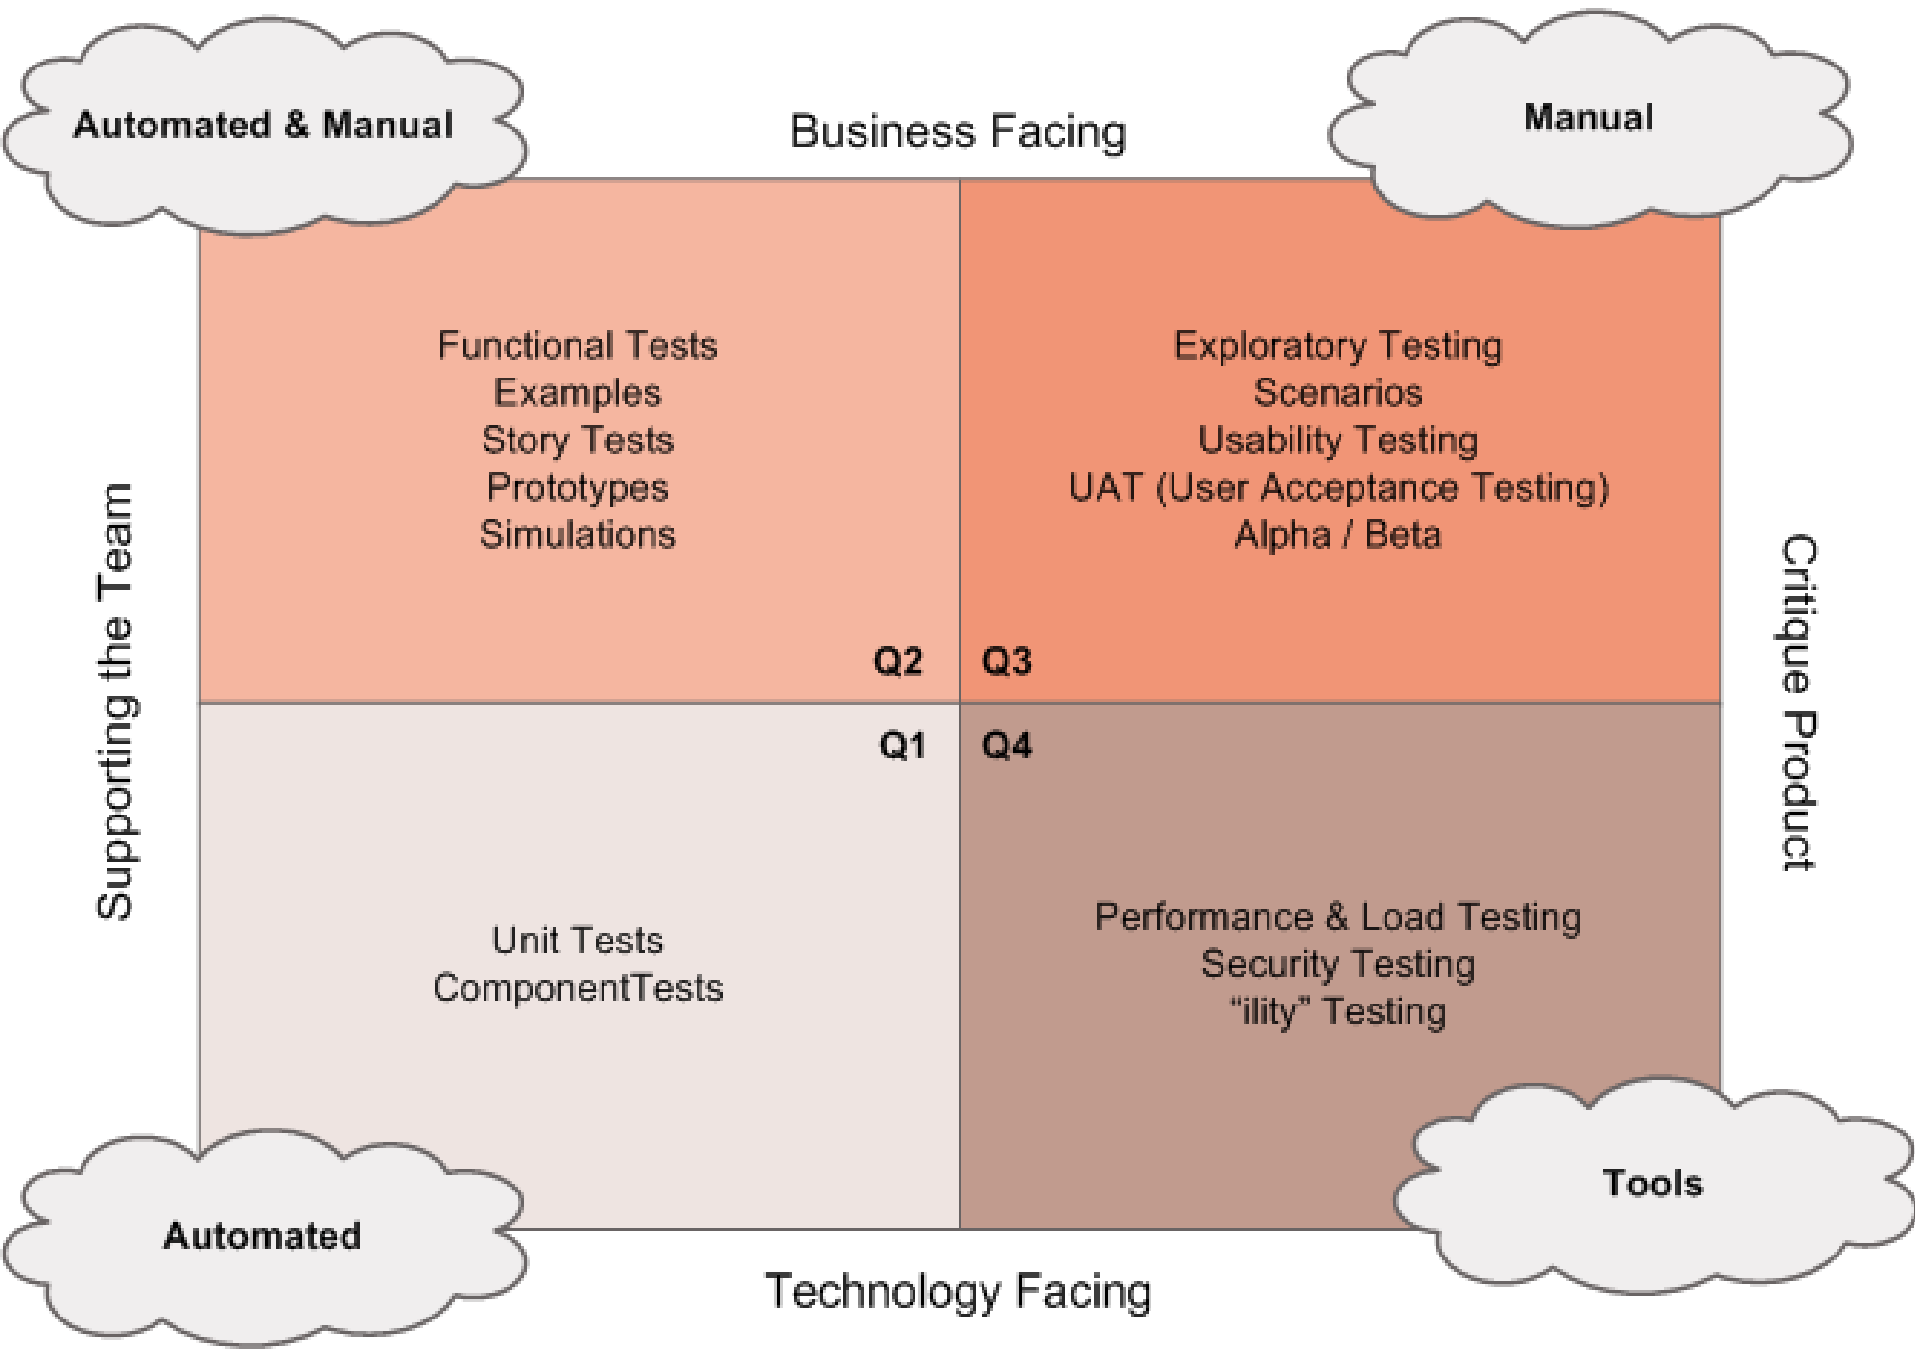 Automated & Manual
Business Facing
Manual
Functional Tests
Examples
Story Tests
Prototypes
Simulations
Q2
Exploratory Testing
Scenarios
Usability Testing
UAT (User Acceptance Testing)
Alpha / Beta
Q3
Supporting the Team
Critique Product
Q1
Unit Tests
ComponentTests
Q4
Performance & Load Testing
Security Testing
“ility” Testing
Automated
Tools
Technology Facing